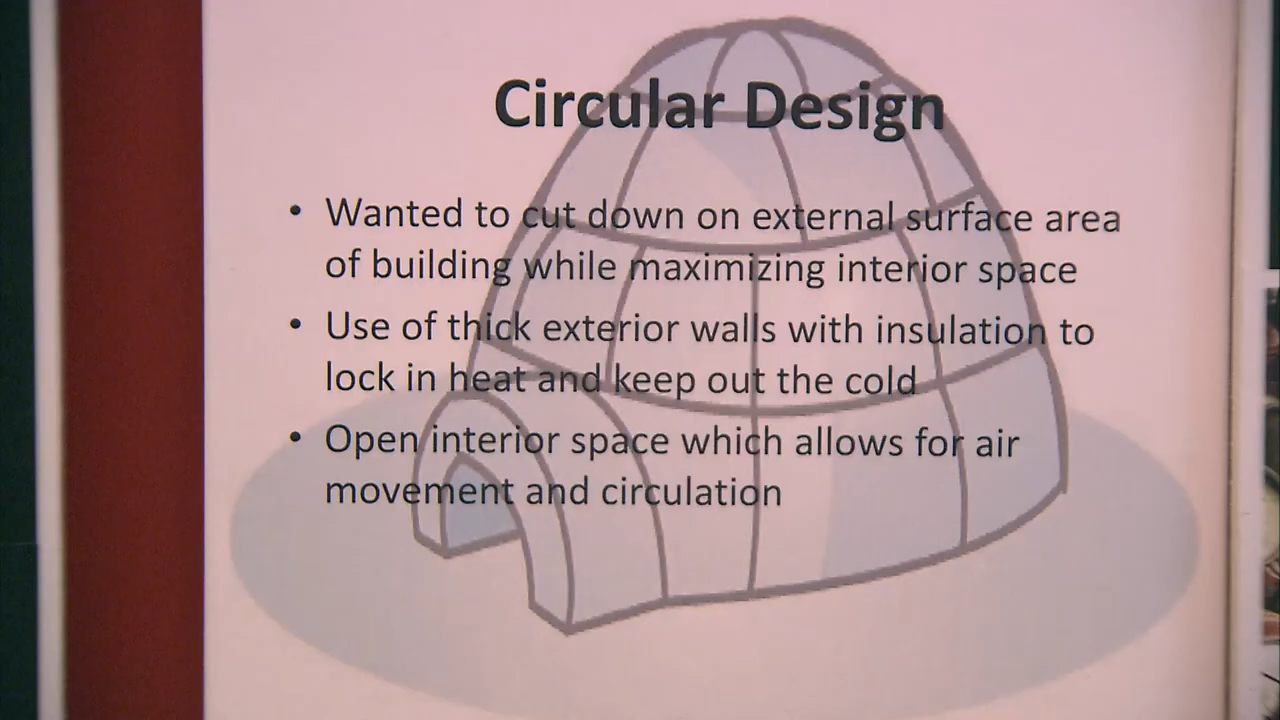 Circular Design
• Wanted to cut down on external surface area
of building while maximizing interior space
• Use of thick exterior walls with insulation to
lock in heat and keep out the cold
• Open interior space which allows for air
movement and circulation